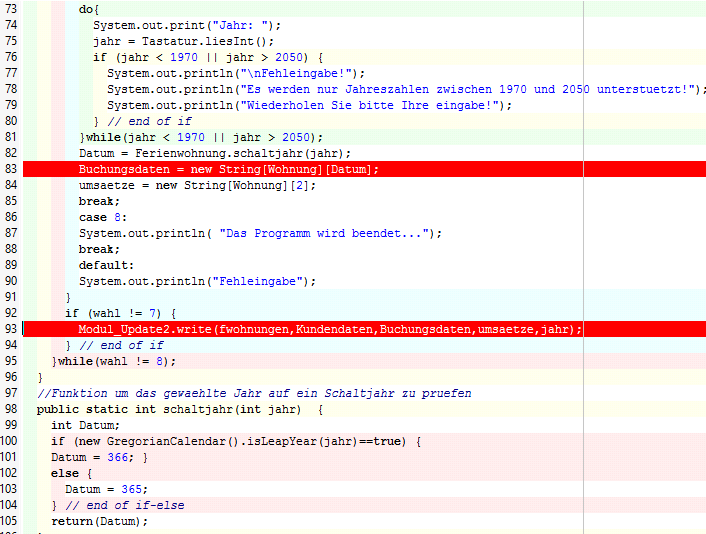 73 do{
74 System.out.print("Jahr: ");
75 jahr = Tastatur.liesInt();
76 if (jahr < 1970 || jahr > 2050) {
77 System.out.println("\nFehleingabe!");
78 System.out.println("Es werden nur Jahreszahlen zwischen 1970 und 2050 unterstuetzt!");
79 System.out.println("Wiederholen Sie bitte Ihre eingabe!");
80 } // end of if
81 }while(jahr < 1970 || jahr > 2050);
82 Datum = Ferienwohnung.schaltjahr(jahr);
83 Buchungsdaten = new String[Wohnung][Datum];
84 umsaetze = new String[Wohnung][2];
85 break;
86 case 8:
87 System.out.println( "Das Programm wird beendet...");
88 break;
89 default:
90 System.out.println("Fehleingabe");
91 }
92 if (wahl != 7) {
93 Modul_Update2.write(fwohnungen,Kundendaten,Buchungsdaten,umsaetze,jahr);
94 } // end of if
95 }while(wahl != 8);
96 }
97 //Funktion um das gewaehlte Jahr auf ein Schaltjahr zu pruefen
98 public static int schaltjahr(int jahr) {
99 int Datum;
100 if (new GregorianCalendar().isLeapYear(jahr)==true) {
101 Datum = 366; }
102 else {
103 Datum = 365;
104 } // end of if-else
105 return(Datum);